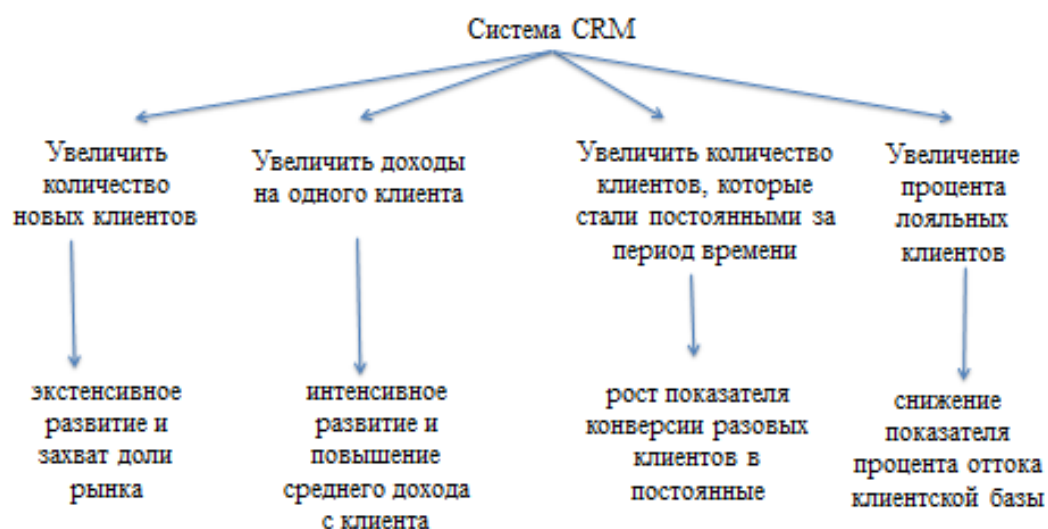 Система CRM
Увеличить
количество
новых клиентов
Увеличить доходы
на одного клиента
Увеличить количество
клиентов, которые
стали постоянными за
период времени
Увеличение
процента
лояльных
клиентов
экстенсивное
развитие и
захват доли
рынка
интенсивное
развитие и
повышение
среднего дохода
с клиента
рост показателя
конверсии разовых
клиентов в
постоянные
снижение
показателя
процента оттока
клиентской базы